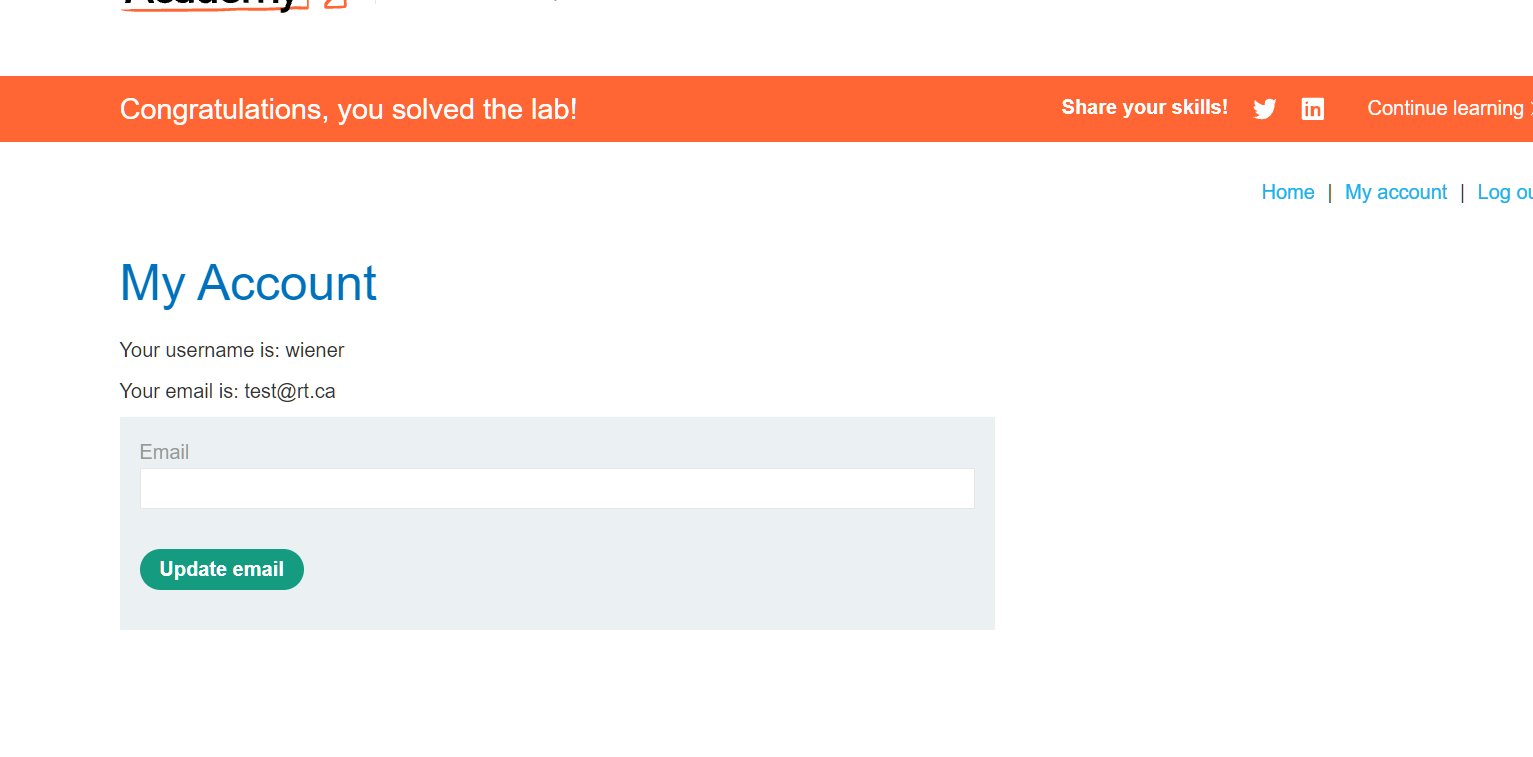 Academy
Congratulations, you solved the lab!
Share your skills!
Continue learning
Home | My account | Log ou
My Account
Your username is: wiener
Your email is: test@rt.ca
Email
Update email